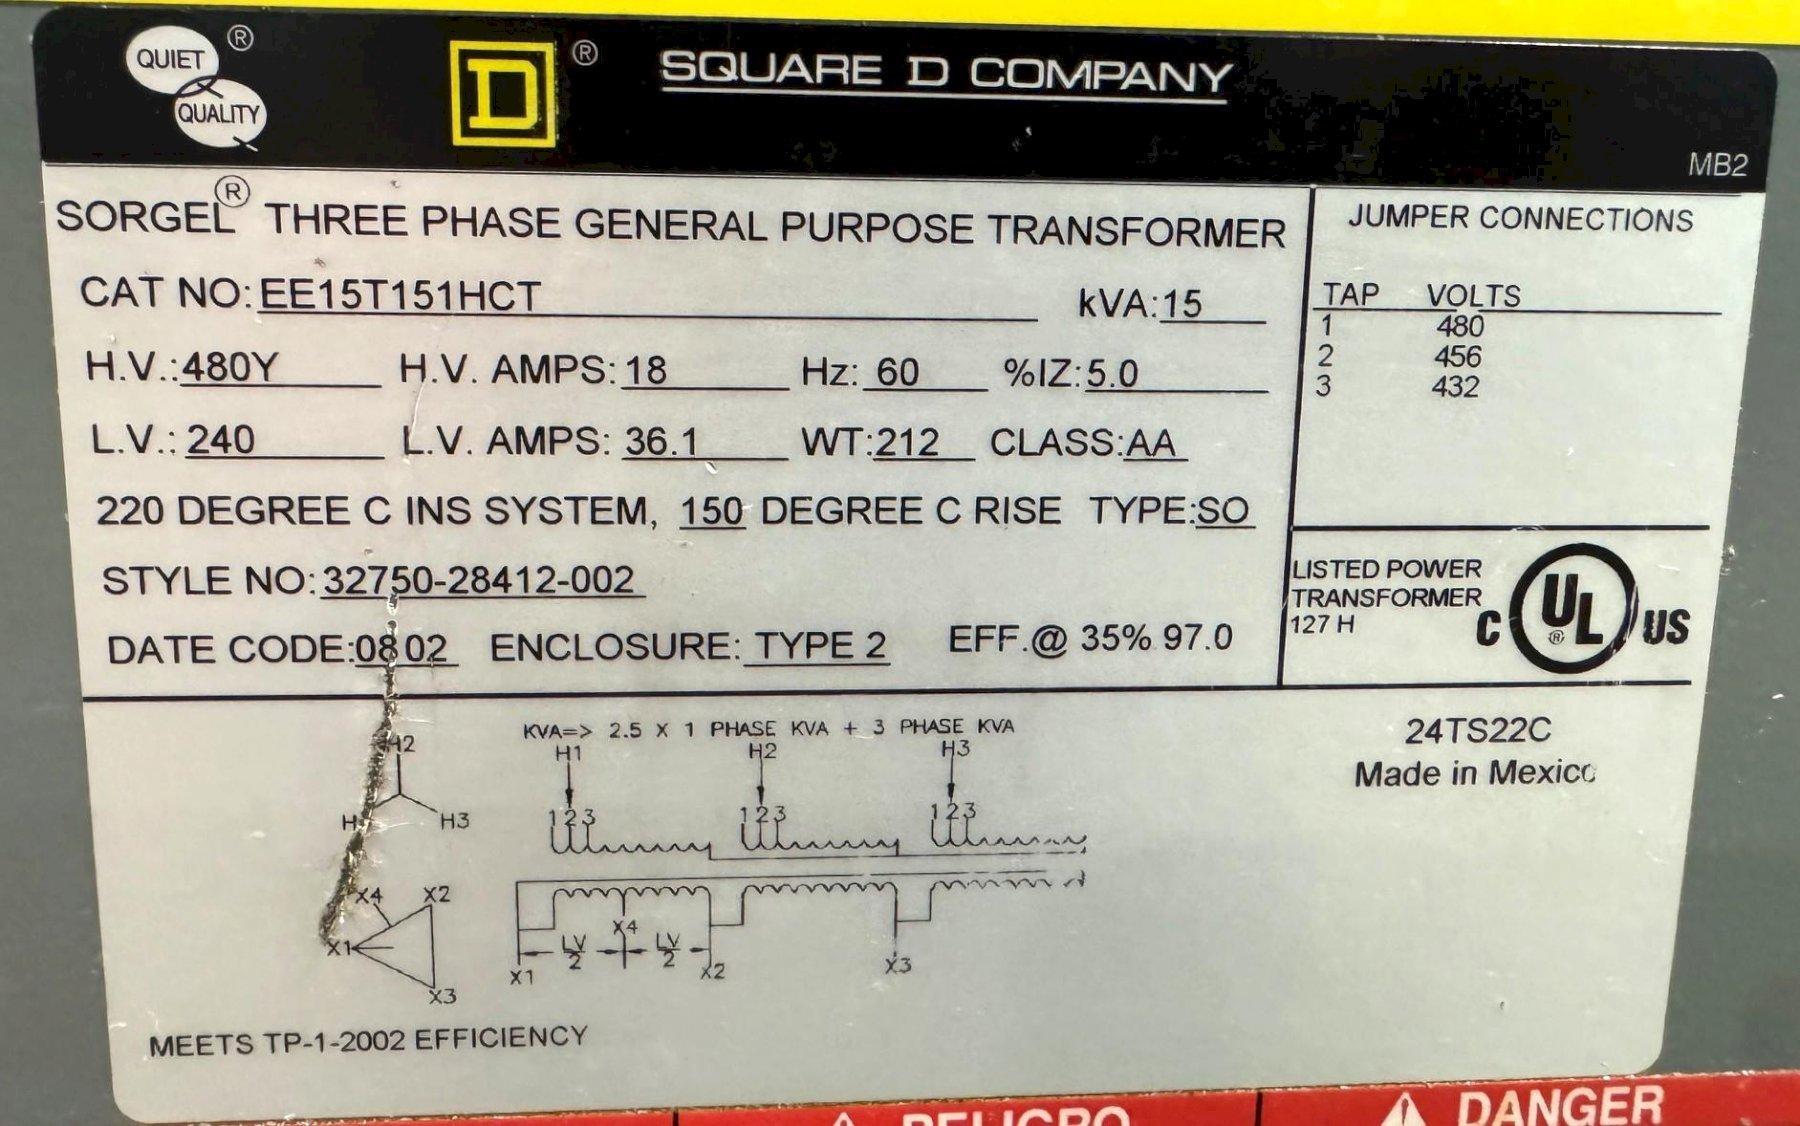 QUIET ®
QUALITY
D ®
SQUARE D COMPANY
MB2
SORGEL® THREE PHASE GENERAL PURPOSE TRANSFORMER
CAT NO: EE15T151HCT kVA: 15
H.V.: 480Y H.V. AMPS: 18 Hz: 60 %IZ: 5.0
L.V.: 240 L.V. AMPS: 36.1 WT: 212 CLASS: AA
220 DEGREE C INS SYSTEM, 150 DEGREE C RISE TYPE: SO
STYLE NO: 32750-28412-002
DATE CODE: 0802 ENCLOSURE: TYPE 2 EFF.@ 35% 97.0
JUMPER CONNECTIONS
TAP VOLTS
1 480
2 456
3 432
LISTED POWER
TRANSFORMER
127 H
C UL® US
KVA=> 2.5 X 1 PHASE KVA + 3 PHASE KVA
H2
H3
H1 H2 H3
123 123 123
X4 X2
X1
X3
X4
LV/2 LV/2
X1 X2 X3
24TS22C
Made in Mexico
MEETS TP-1-2002 EFFICIENCY
PELIGRO
DANGER